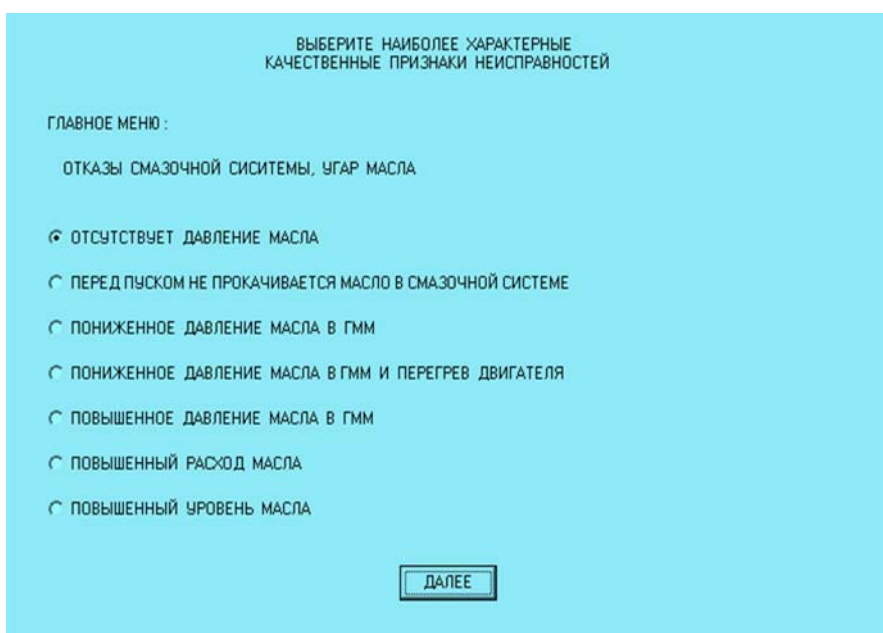 ВЫБЕРИТЕ НАИБОЛЕЕ ХАРАКТЕРНЫЕ
КАЧЕСТВЕННЫЕ ПРИЗНАКИ НЕИСПРАВНОСТЕЙ
ГЛАВНОЕ МЕНЮ :
ОТКАЗЫ СМАЗОЧНОЙ СИСИТЕМЫ, УГАР МАСЛА
ОТСУТСТВУЕТ ДАВЛЕНИЕ МАСЛА
ПЕРЕД ПУСКОМ НЕ ПРОКАЧИВАЕТСЯ МАСЛО В СМАЗОЧНОЙ СИСТЕМЕ
ПОНИЖЕННОЕ ДАВЛЕНИЕ МАСЛА В ГММ
ПОНИЖЕННОЕ ДАВЛЕНИЕ МАСЛА В ГММ И ПЕРЕГРЕВ ДВИГАТЕЛЯ
ПОВЫШЕННОЕ ДАВЛЕНИЕ МАСЛА В ГММ
ПОВЫШЕННЫЙ РАСХОД МАСЛА
ПОВЫШЕННЫЙ УРОВЕНЬ МАСЛА
ДАЛЕЕ